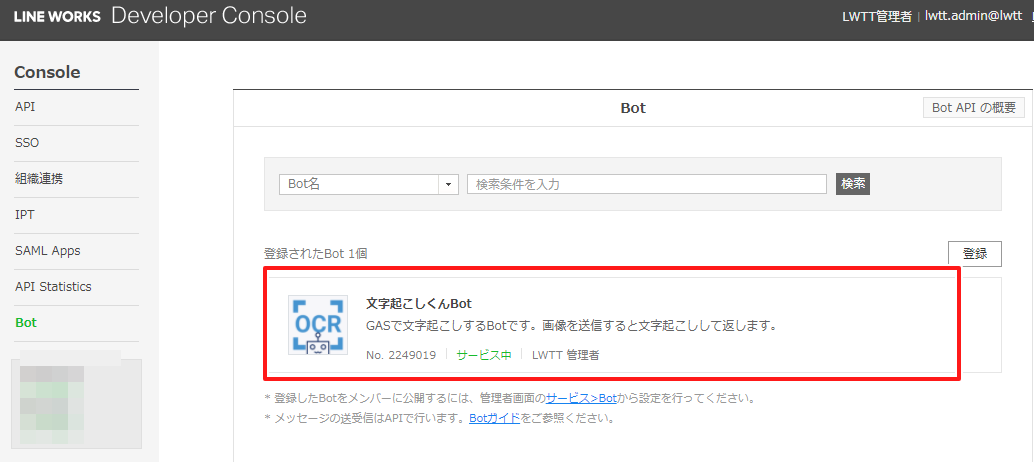 LINE WORKS Developer Console
LWTT管理者 | lwtt.admin@lwtt
Console
API
SSO
組織連携
IPT
SAML Apps
API Statistics
Bot
Bot
Bot API の概要
Bot名
検索条件を入力
検索
登録されたBot 1個
登録
OCR
文字起こしくんBot
GASで文字起こしするBotです。画像を送信すると文字起こしして返します。
No. 2249019 | サービス中 | LWTT 管理者
* 登録したBotをメンバーに公開するには、管理者画面のサービス>Botから設定を行ってください。
* メッセージの送受信はAPIで行います。Botガイドをご参照ください。